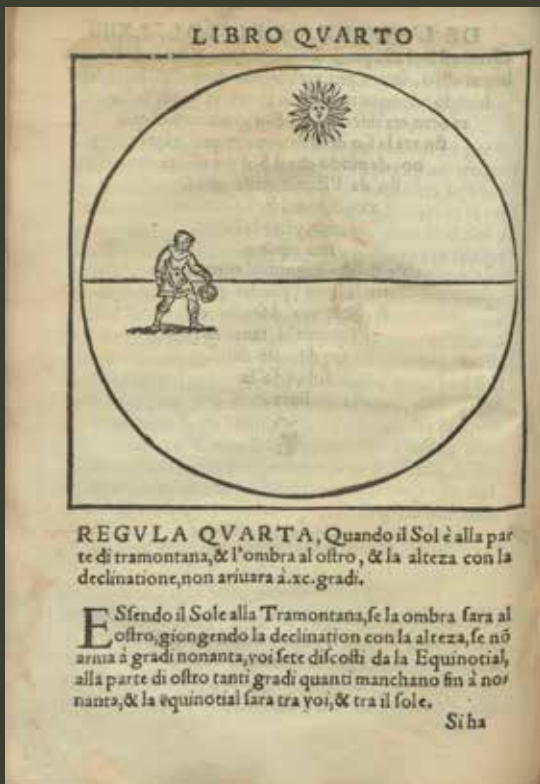 LIBRO QVARTO
REGVLA QVARTA, Quando il Sol è alla par
te di tramontana, & l'ombra al ostro, & la alteza con la
declinatione, non ariuara à .xc. gradi.
ESsendo il Sole alla Tramontana, se la ombra sara al
ostro, giongendo la declination con la alteza, se nõ
ariua à gradi nonanta, voi sete discosti da la Equinotial,
alla parte di ostro tanti gradi quanti manchano fin à no-
nanta, & la equinotial sara tra voi, & tra il sole.
Si ha